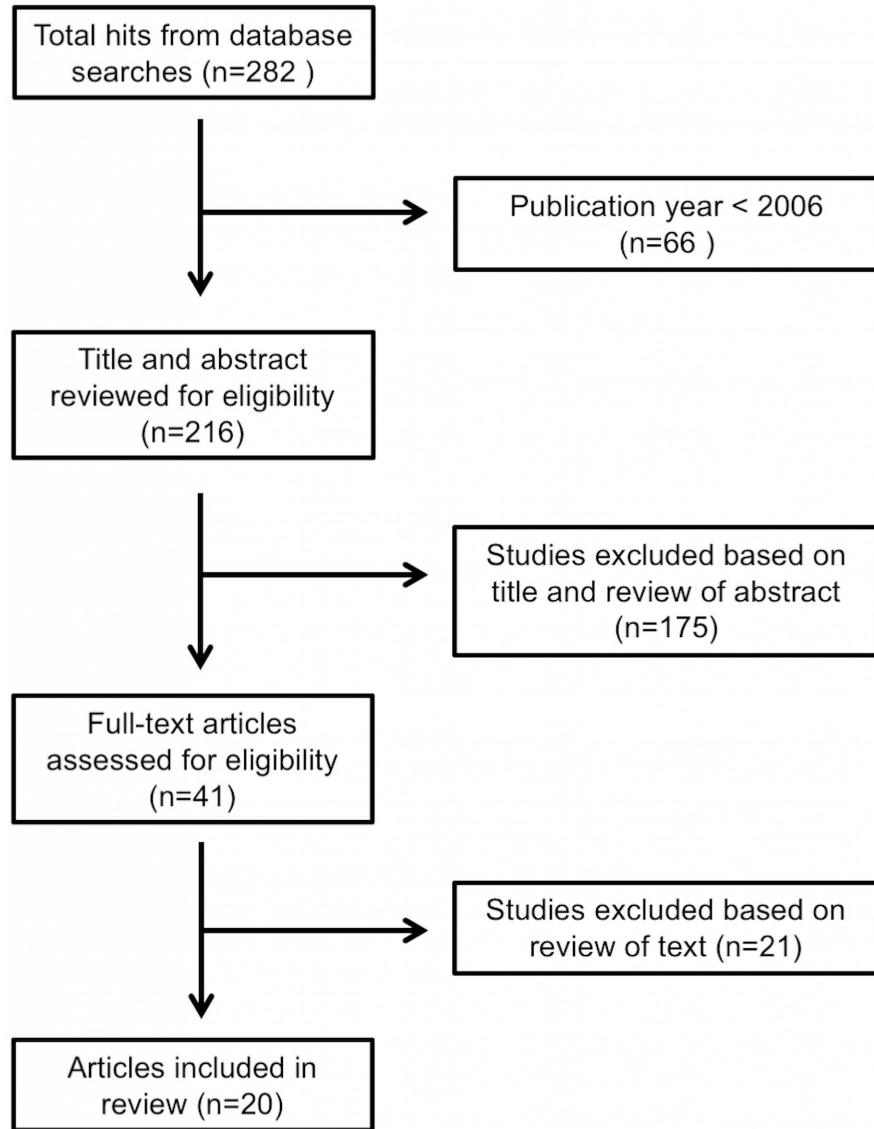 Total hits from database
searches (n=282 )
Publication year < 2006
(n=66 )
Title and abstract
reviewed for eligibility
(n=216)
Studies excluded based on
title and review of abstract
(n=175)
Full-text articles
assessed for eligibility
(n=41)
Studies excluded based on
review of text (n=21)
Articles included in
review (n=20)